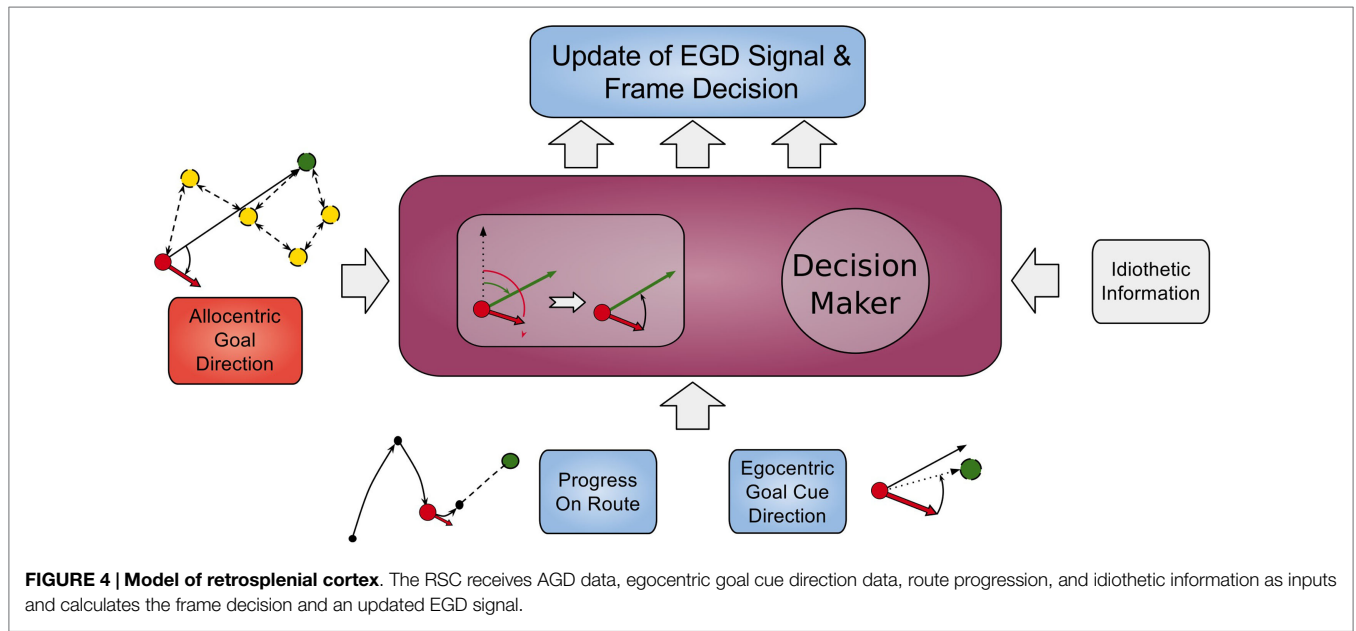 Update of EGD Signal &
Frame Decision
Allocentric
Goal
Direction
Decision
Maker
Idiothetic
Information
Progress
On Route
Egocentric
Goal Cue
Direction
FIGURE 4 | Model of retrosplenial cortex. The RSC receives AGD data, egocentric goal cue direction data, route progression, and idiothetic information as inputs
and calculates the frame decision and an updated EGD signal.